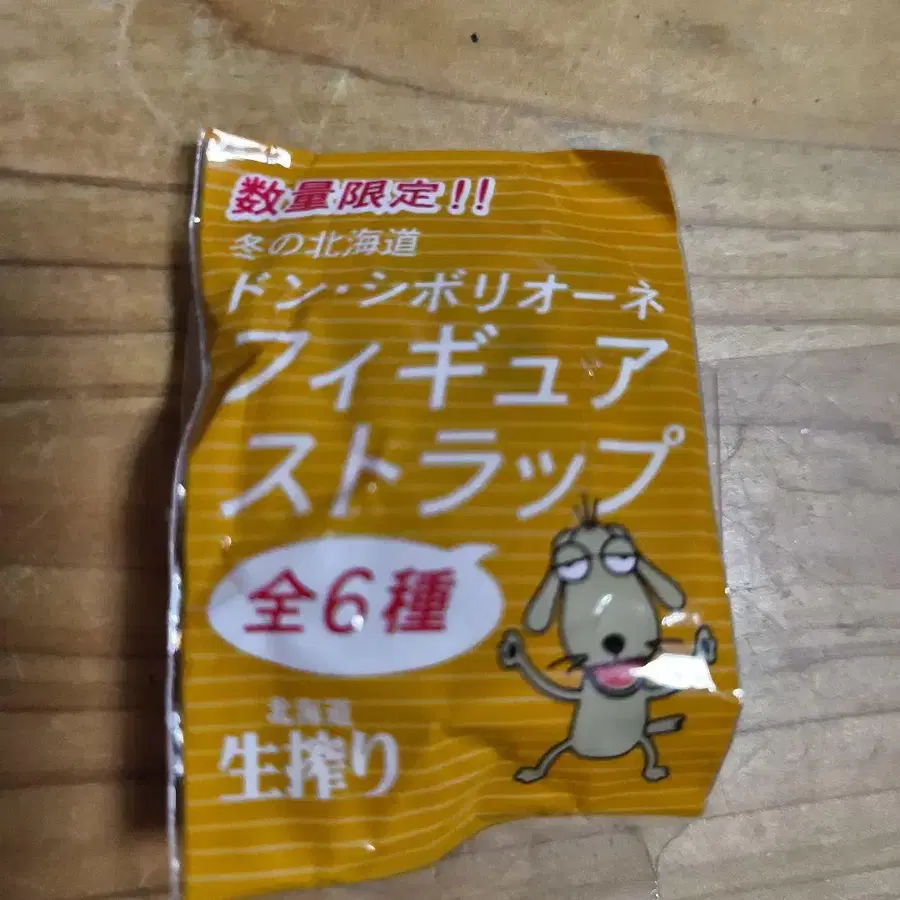 数量限定!!
冬の北海道
ドン・シボリオーネ
フィギュア
ストラップ
全6種
北海道
生搾り